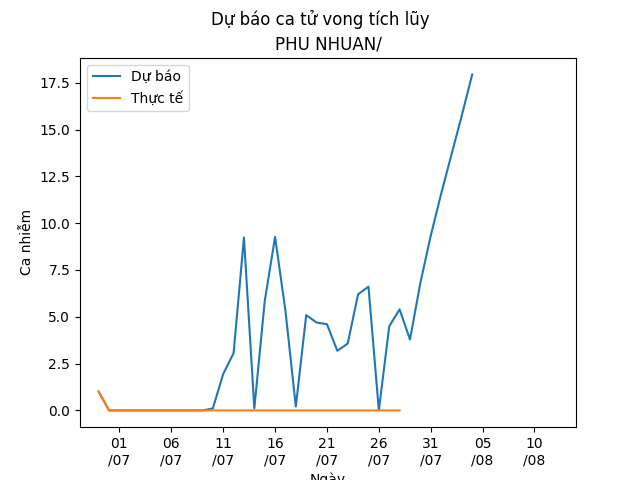 Dự báo ca tử vong tích lũy
PHU NHUAN/
Dự báo
Thực tế
17.5
15.0
12.5
10.0
7.5
5.0
2.5
0.0
Ca nhiễm
01 06 11 16 21 26 31 05 10
/07 /07 /07 /07 /07 /07 /07 /08 /08
Ngày